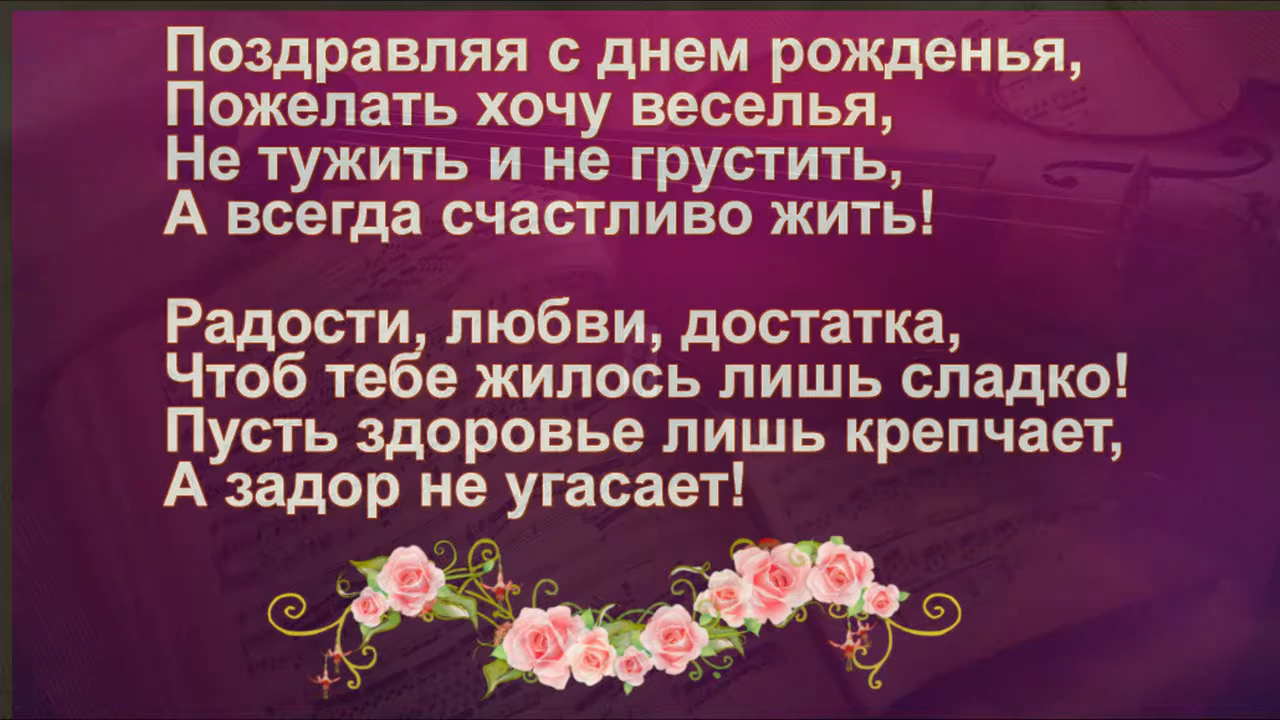 Поздравляя с днем рожденья,
Пожелать хочу веселья,
Не тужить и не грустить,
А всегда счастливо жить!
Радости, любви, достатка,
Чтоб тебе жилось лишь сладко!
Пусть здоровье лишь крепчает,
А задор не угасает!